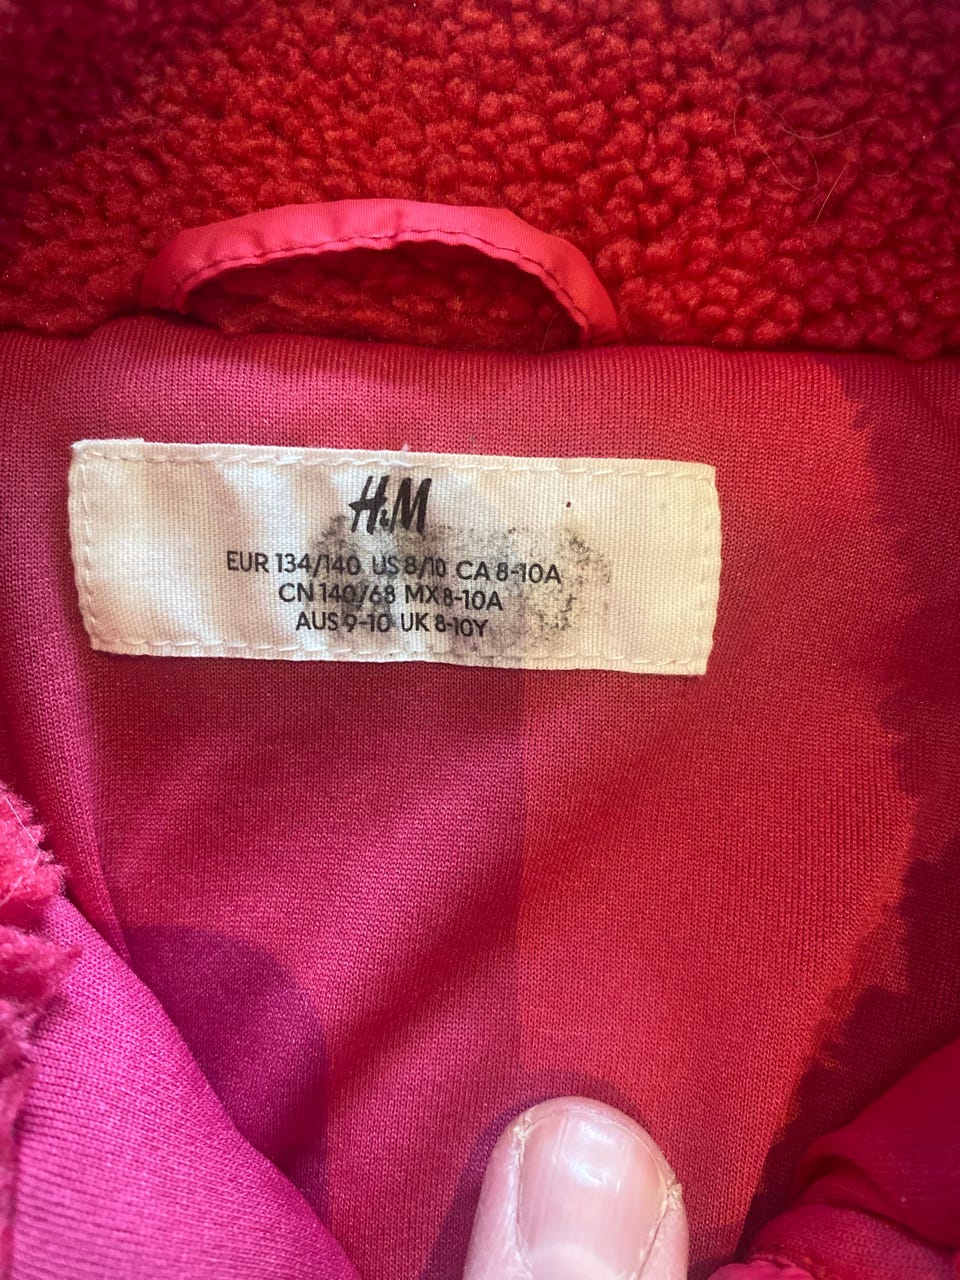 H&M
EUR 134/140 US 8/10 CA 8-10A
CN 140/68 MX 8-10A
AUS 9-10 UK 8-10Y